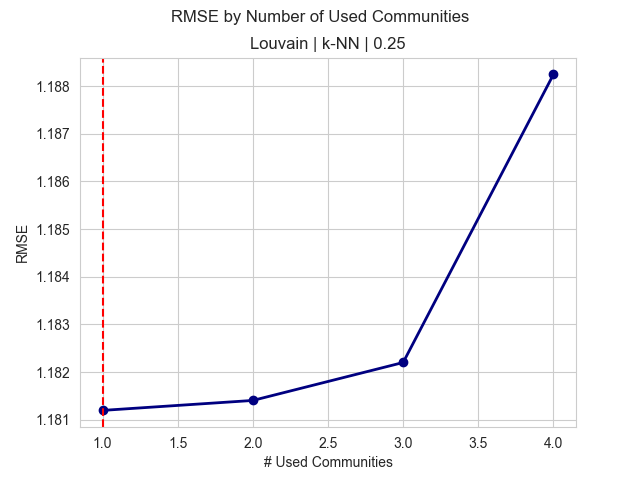 RMSE by Number of Used Communities
Louvain | k-NN | 0.25
1.188
1.187
1.186
1.185
1.184
1.183
1.182
1.181
RMSE
1.0 1.5 2.0 2.5 3.0 3.5 4.0
# Used Communities